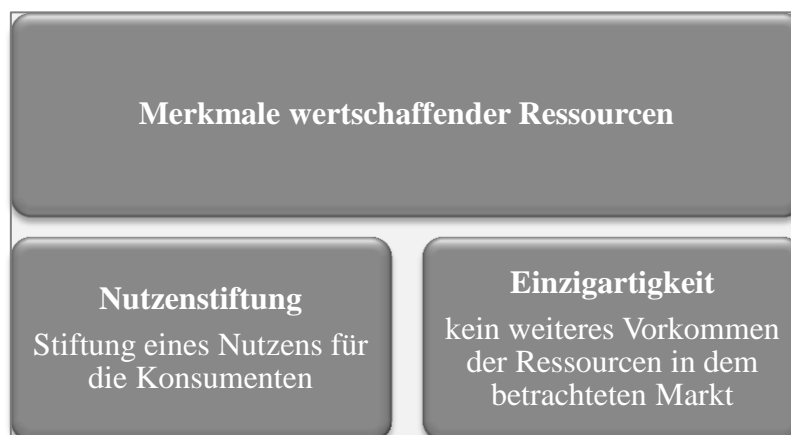 Merkmale wertschaffender Ressourcen
Nutzenstiftung
Stiftung eines Nutzens für
die Konsumenten
Einzigartigkeit
kein weiteres Vorkommen
der Ressourcen in dem
betrachteten Markt